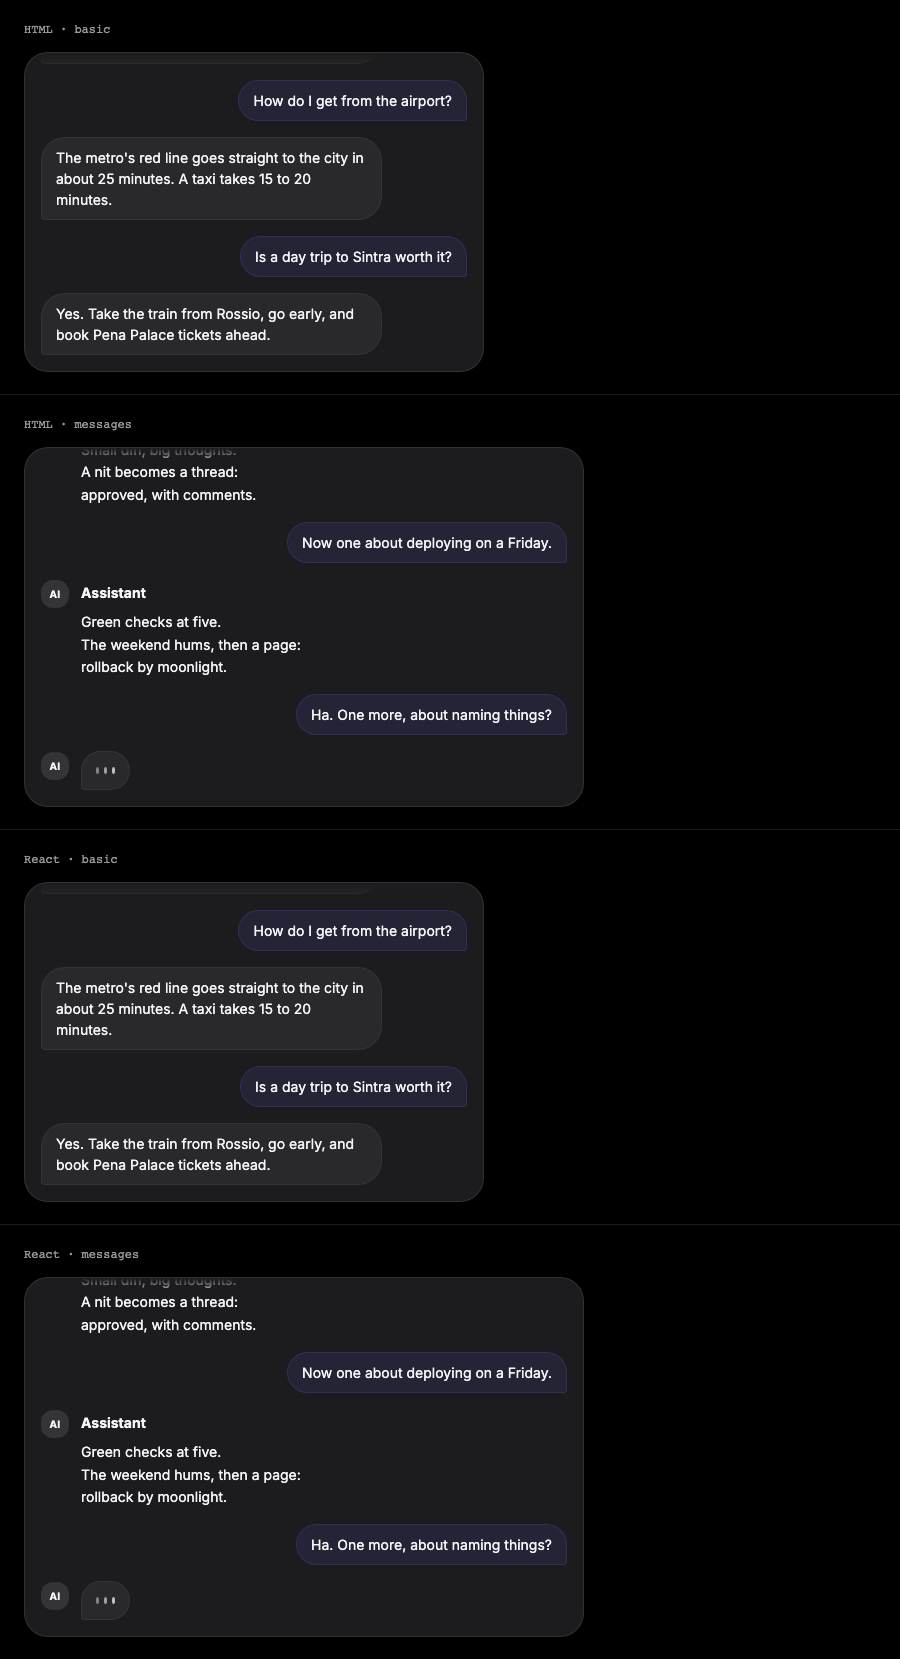 HTML · basic
How do I get from the airport?
The metro's red line goes straight to the city in
about 25 minutes. A taxi takes 15 to 20
minutes.
Is a day trip to Sintra worth it?
Yes. Take the train from Rossio, go early, and
book Pena Palace tickets ahead.
HTML · messages
big thoughts.
A nit becomes a thread:
approved, with comments.
Now one about deploying on a Friday.
AI
Assistant
Green checks at five.
The weekend hums, then a page:
rollback by moonlight.
Ha. One more, about naming things?
AI
React · basic
How do I get from the airport?
The metro's red line goes straight to the city in
about 25 minutes. A taxi takes 15 to 20
minutes.
Is a day trip to Sintra worth it?
Yes. Take the train from Rossio, go early, and
book Pena Palace tickets ahead.
React · messages
big thoughts.
A nit becomes a thread:
approved, with comments.
Now one about deploying on a Friday.
AI
Assistant
Green checks at five.
The weekend hums, then a page:
rollback by moonlight.
Ha. One more, about naming things?
AI